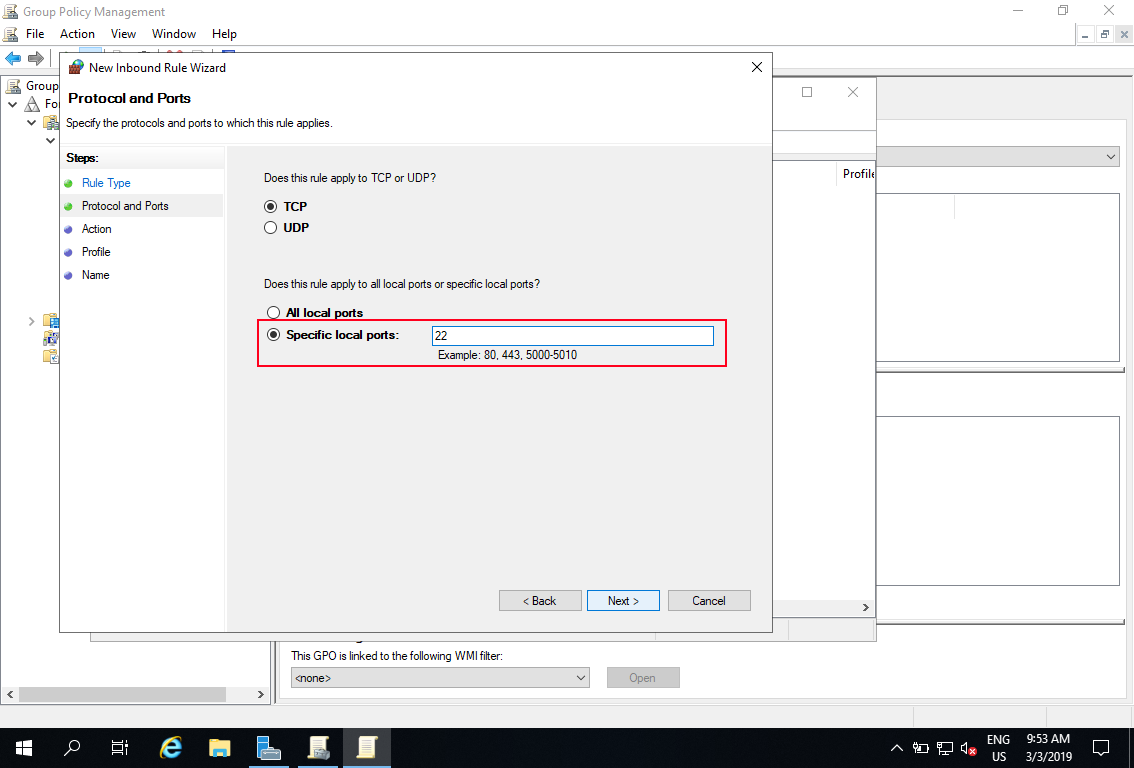 Group Policy Management
File Action View Window Help
New Inbound Rule Wizard
Group
Protocol and Ports
Fo
Specify the protocols and ports to which this rule applies.
Steps:
Rule Type
Protocol and Ports
Action
Profile
Name
Does this rule apply to TCP or UDP?
TCP
UDP
Does this rule apply to all local ports or specific local ports?
All local ports
Specific local ports:
22
Example: 80, 443, 5000-5010
< Back
Next >
Cancel
Profile
This GPO is linked to the following WMI filter:
<none>
Open
ENG
US
9:53 AM
3/3/2019